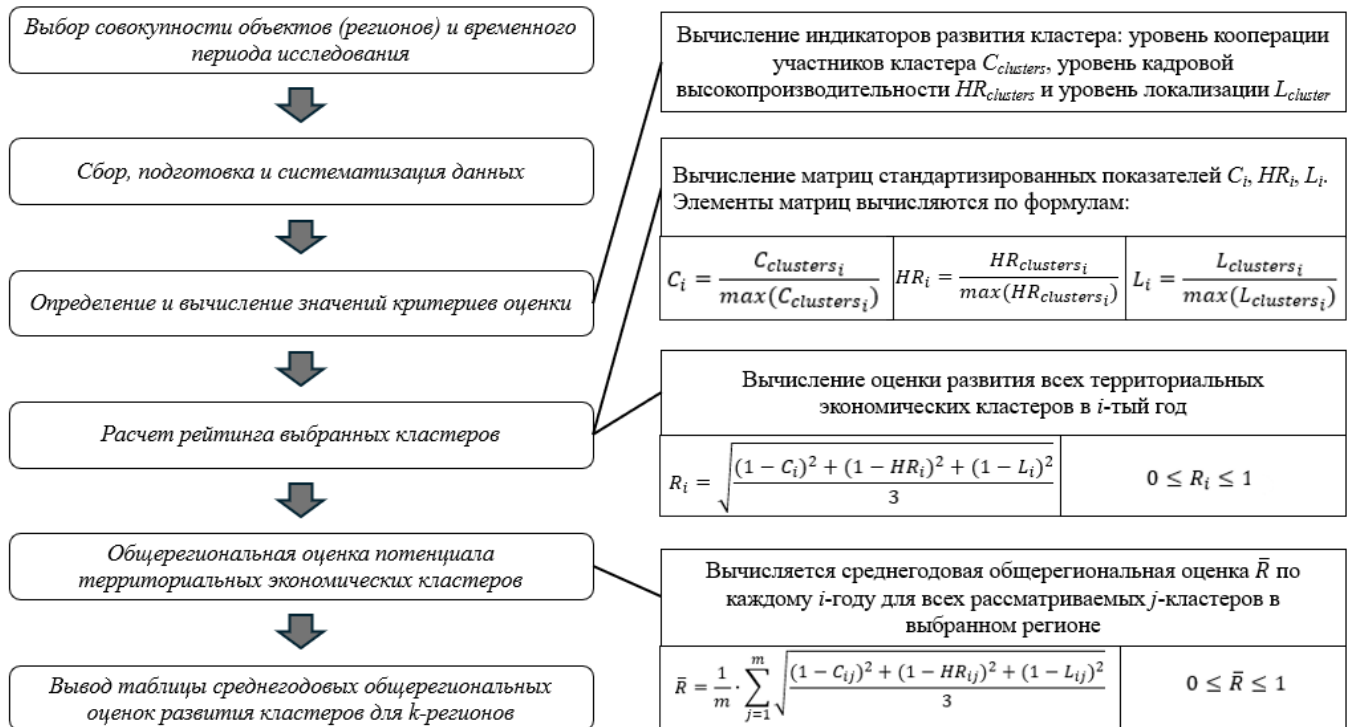 Выбор совокупности объектов (регионов) и временного
периода исследования
Сбор, подготовка и систематизация данных
Определение и вычисление значений критериев оценки
Расчет рейтинга выбранных кластеров
Общерегиональная оценка потенциала
территориальных экономических кластеров
Вывод таблицы среднегодовых общерегиональных
оценок развития кластеров для k-регионов
Вычисление индикаторов развития кластера: уровень кооперации
участников кластера C_clusters, уровень кадровой
высокопроизводительности HR_clusters и уровень локализации L_cluster
Вычисление матриц стандартизированных показателей C_i, HR_i, L_i.
Элементы матриц вычисляются по формулам:
C_i = C_clusters_i / max(C_clusters_i)
HR_i = HR_clusters_i / max(HR_clusters_i)
L_i = L_clusters_i / max(L_clusters_i)
Вычисление оценки развития всех территориальных
экономических кластеров в i-тый год
R_i = √(((1 − C_i)² + (1 − HR_i)² + (1 − L_i)²) / 3)
0 ≤ R_i ≤ 1
Вычисляется среднегодовая общерегиональная оценка R̄ по
каждому i-году для всех рассматриваемых j-кластеров в
выбранном регионе
R̄ = 1/m · ∑_{j=1}^{m} √(((1 − C_ij)² + (1 − HR_ij)² + (1 − L_ij)²) / 3)
0 ≤ R̄ ≤ 1